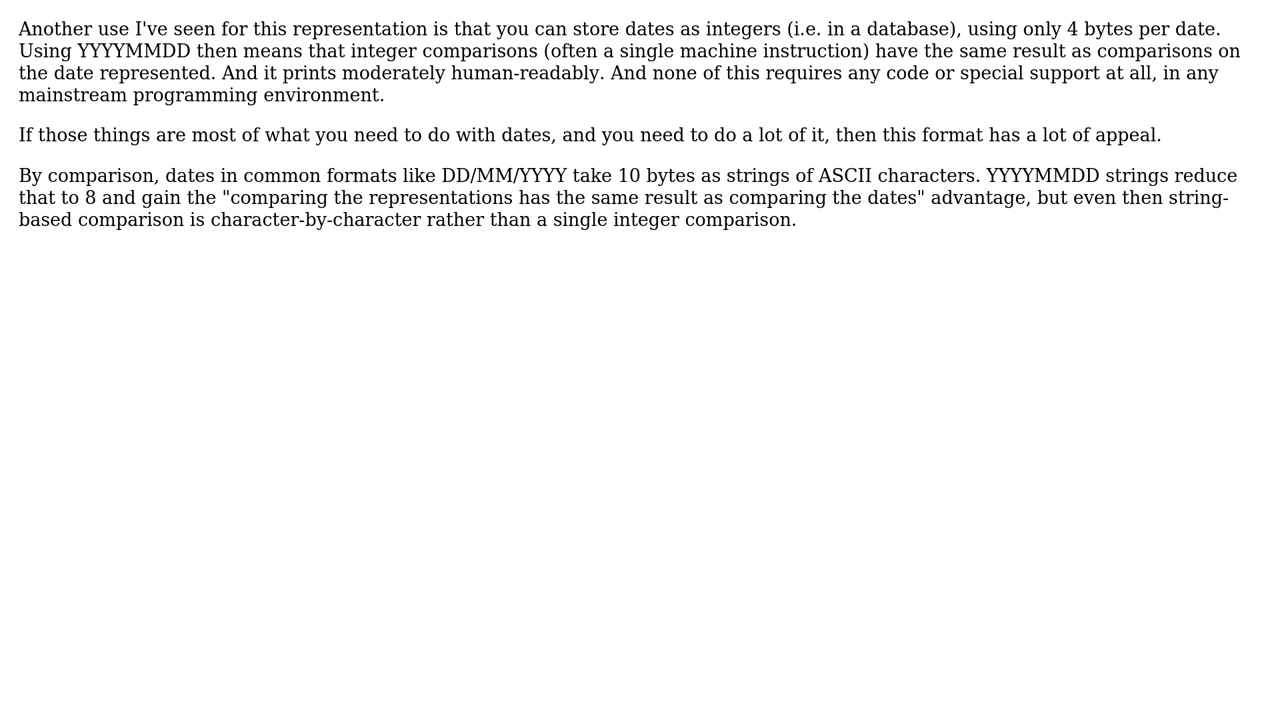 Another use I've seen for this representation is that you can store dates as integers (i.e. in a database), using only 4 bytes per date.
Using YYYYMMDD then means that integer comparisons (often a single machine instruction) have the same result as comparisons on
the date represented. And it prints moderately human-readably. And none of this requires any code or special support at all, in any
mainstream programming environment.
If those things are most of what you need to do with dates, and you need to do a lot of it, then this format has a lot of appeal.
By comparison, dates in common formats like DD/MM/YYYY take 10 bytes as strings of ASCII characters. YYYYMMDD strings reduce
that to 8 and gain the "comparing the representations has the same result as comparing the dates" advantage, but even then string-
based comparison is character-by-character rather than a single integer comparison.